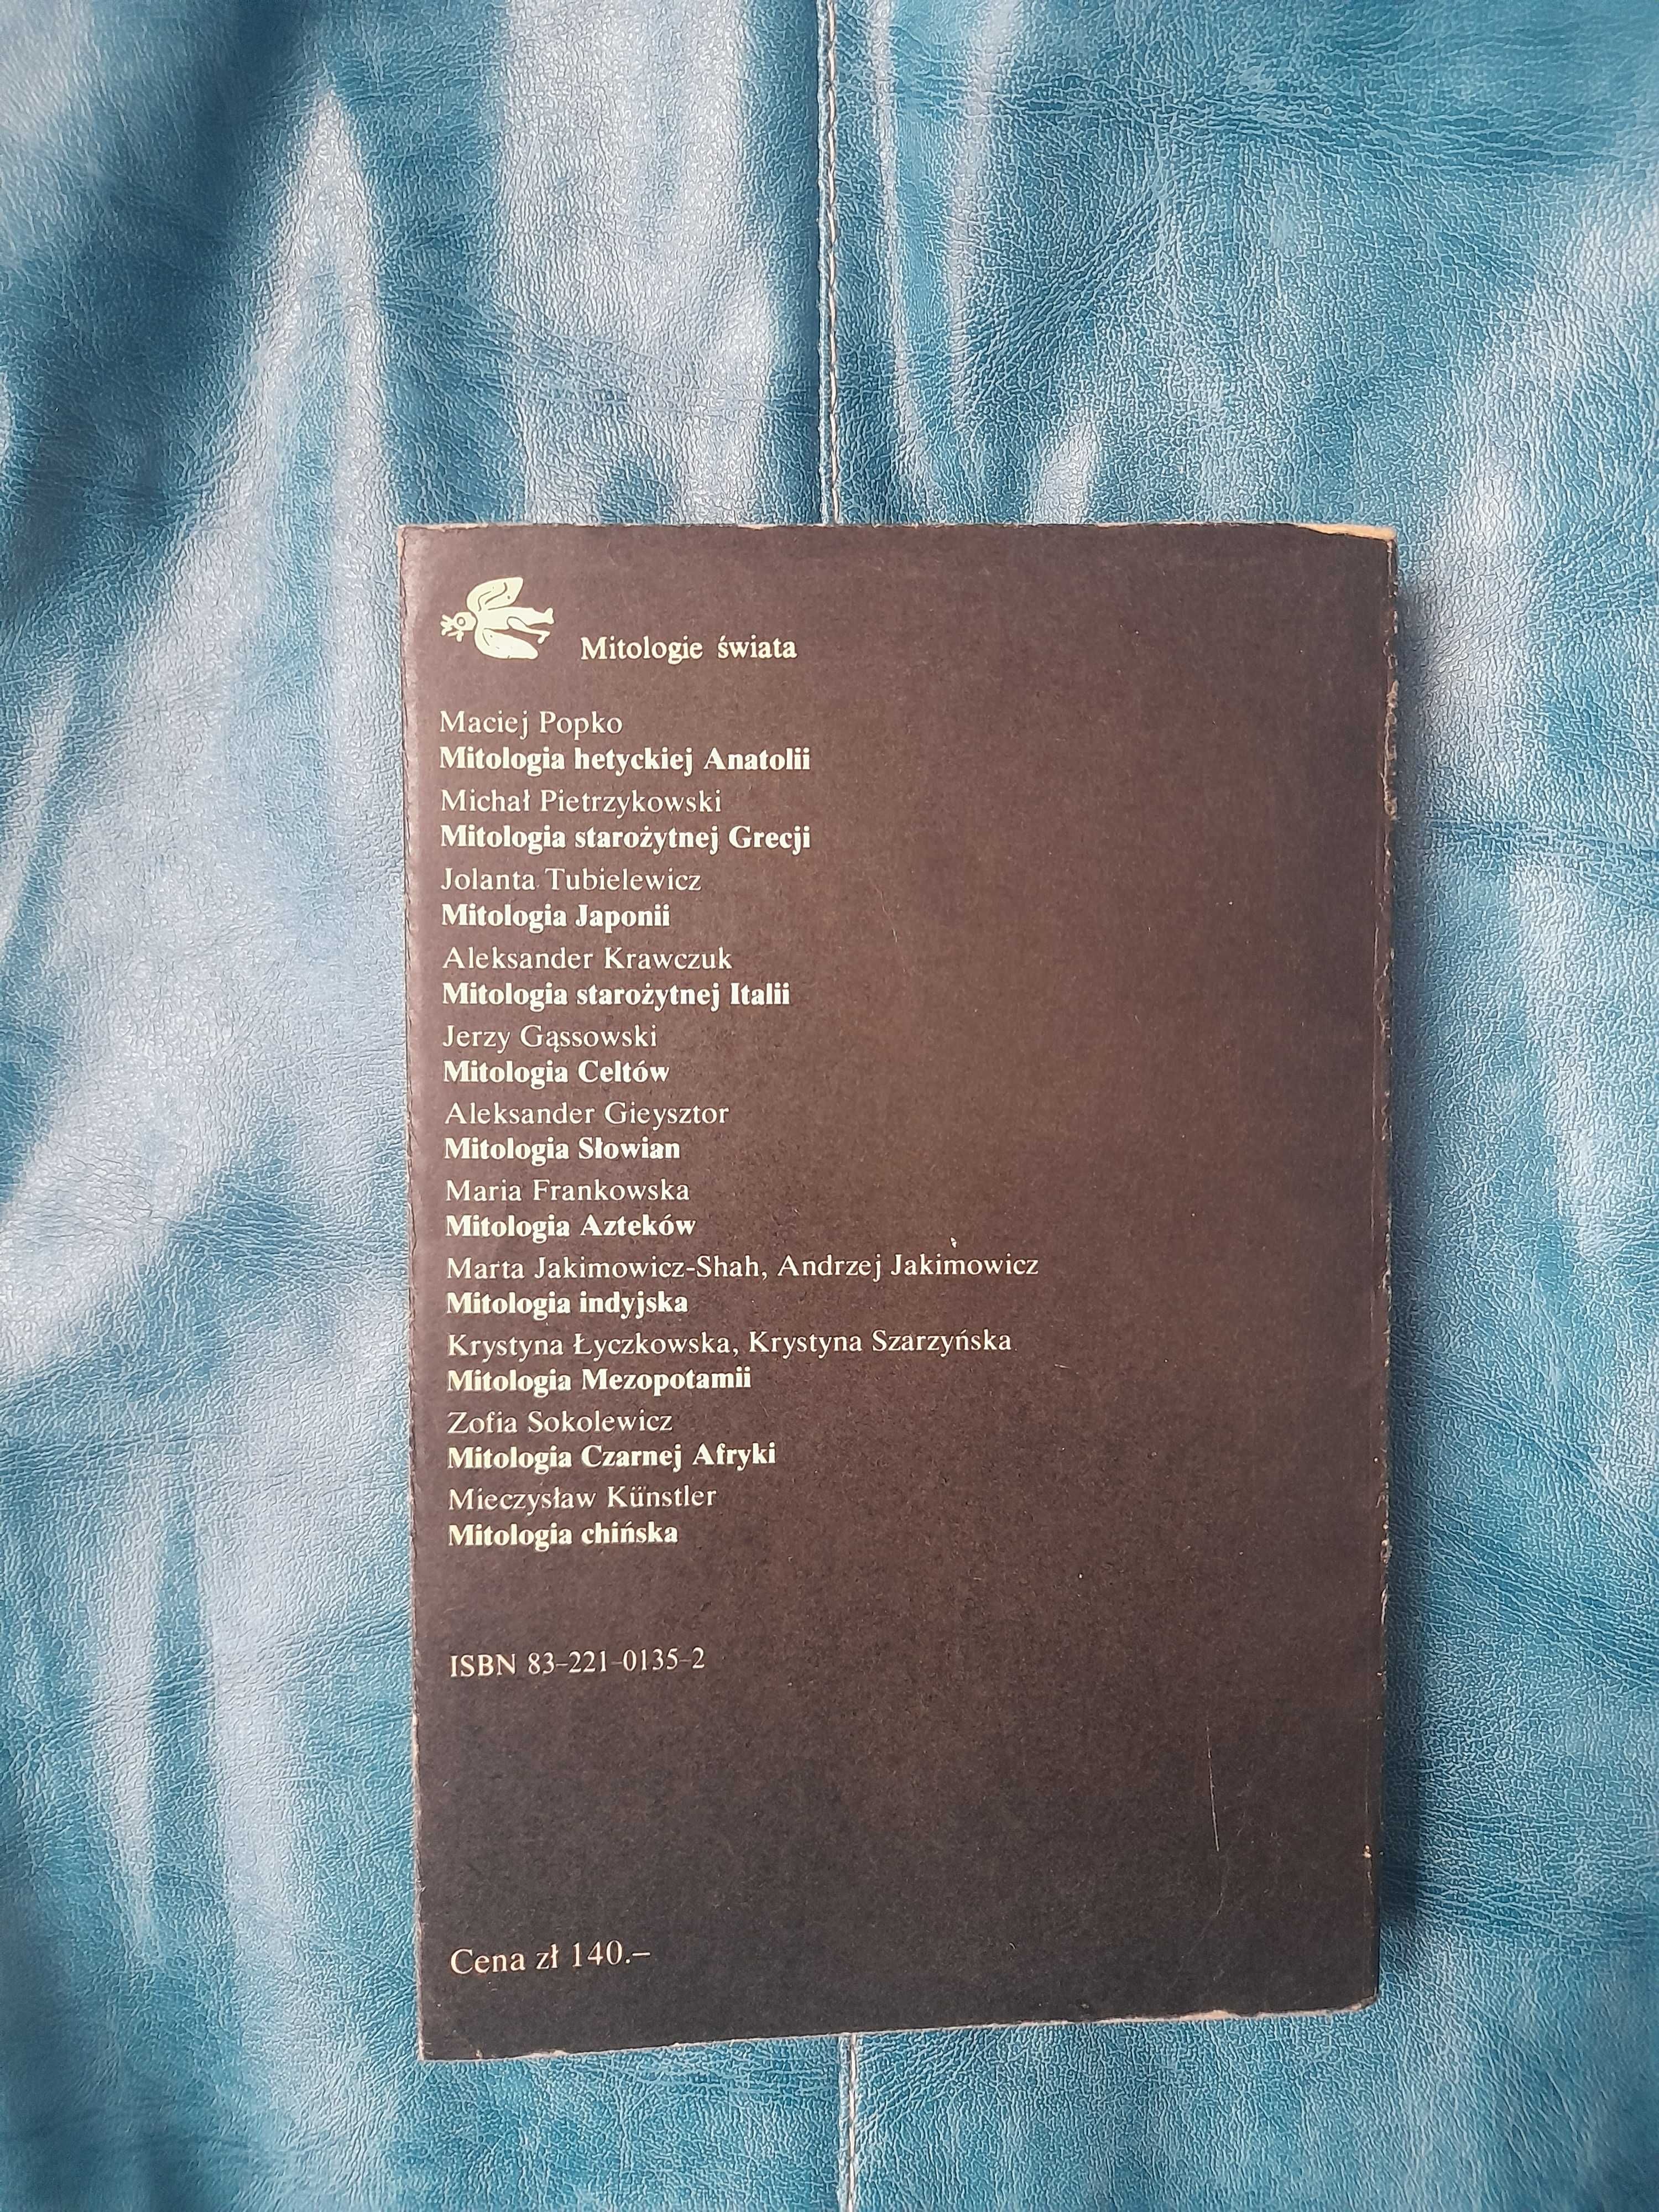 Mitologie świata
Maciej Popko
Mitologia hetyckiej Anatolii
Michał Pietrzykowski
Mitologia starożytnej Grecji
Jolanta Tubielewicz
Mitologia Japonii
Aleksander Krawczuk
Mitologia starożytnej Italii
Jerzy Gąssowski
Mitologia Celtów
Aleksander Gieysztor
Mitologia Słowian
Maria Frankowska
Mitologia Azteków
Marta Jakimowicz-Shah, Andrzej Jakimowicz
Mitologia indyjska
Krystyna Łyczkowska, Krystyna Szarzyńska
Mitologia Mezopotamii
Zofia Sokolewicz
Mitologia Czarnej Afryki
Mieczysław Künstler
Mitologia chińska
ISBN 83-221-0135-2
Cena zł 140.–